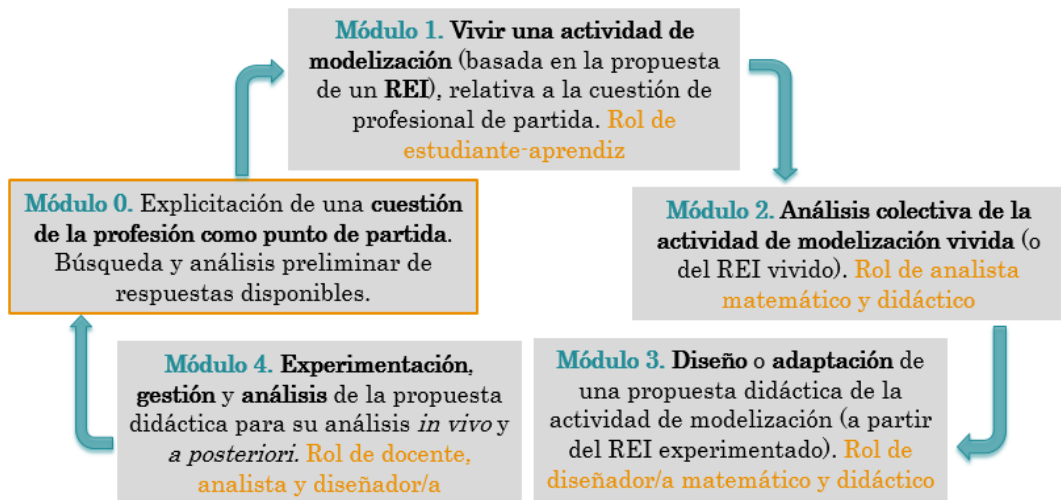 Módulo 1. Vivir una actividad de
modelización (basada en la propuesta
de un REI), relativa a la cuestión de
profesional de partida. Rol de
estudiante-aprendiz
Módulo 0. Explicitación de una cuestión
de la profesión como punto de partida.
Búsqueda y análisis preliminar de
respuestas disponibles.
Módulo 2. Análisis colectiva de la
actividad de modelización vivida (o
del REI vivido). Rol de analista
matemático y didáctico
Módulo 4. Experimentación,
gestión y análisis de la propuesta
didáctica para su análisis in vivo y
a posteriori. Rol de docente,
analista y diseñador/a
Módulo 3. Diseño o adaptación de
una propuesta didáctica de la
actividad de modelización (a partir
del REI experimentado). Rol de
diseñador/a matemático y didáctico